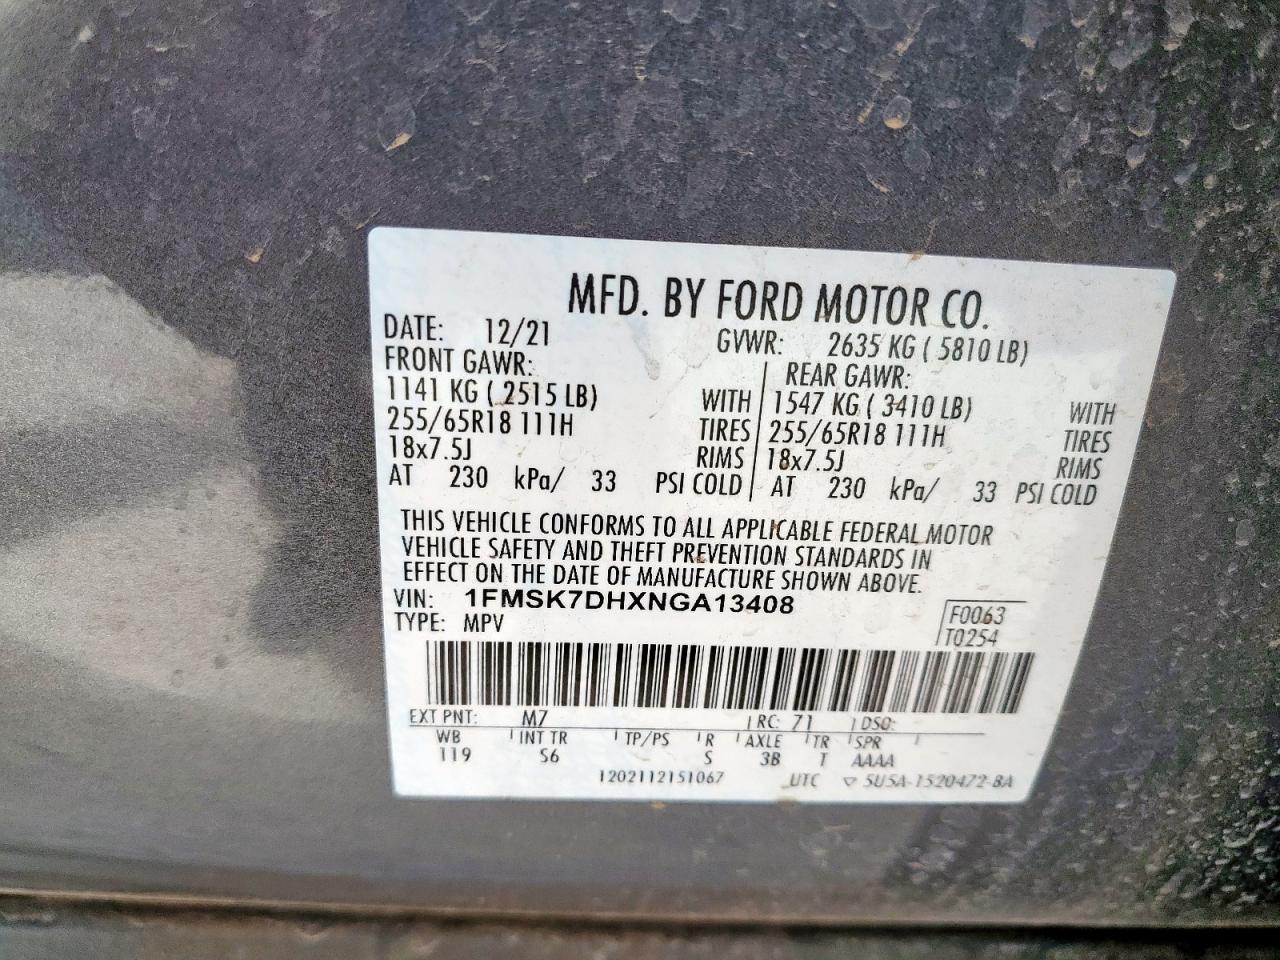 MFD. BY FORD MOTOR CO.
DATE: 12/21 GVWR: 2635 KG ( 5810 LB)
FRONT GAWR: REAR GAWR:
1141 KG ( 2515 LB) WITH 1547 KG ( 3410 LB) WITH
255/65R18 111H TIRES 255/65R18 111H TIRES
18x7.5J RIMS 18x7.5J RIMS
AT 230 kPa/ 33 PSI COLD AT 230 kPa/ 33 PSI COLD
THIS VEHICLE CONFORMS TO ALL APPLICABLE FEDERAL MOTOR
VEHICLE SAFETY AND THEFT PREVENTION STANDARDS IN
EFFECT ON THE DATE OF MANUFACTURE SHOWN ABOVE.
VIN: 1FMSK7DHXNGA13408 F0063
TYPE: MPV T0254
EXT PNT: M7 RC: 71 DSO:
WB INT TR TP/PS R AXLE TR SPR
119 S6 S 3B T AAAA
1202112151067 UTC ▽ 5U5A-1520472-BA